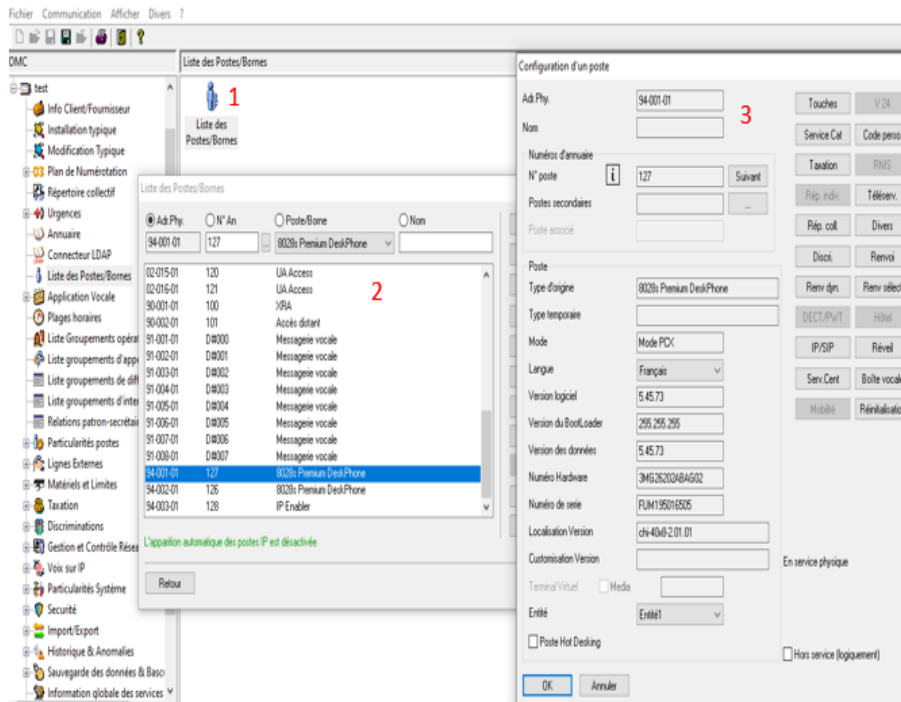 Fichier Communication Afficher Divers ?
OMC
test
Info Client/Fournisseur
Installation typique
Modification Typique
Plan de Numérotation
Répertoire collectif
Urgences
Annuaire
Connecteur LDAP
Liste des Postes/Bornes
Application Vocale
Plages horaires
Liste Groupements opérat
Liste groupements d'appe
Liste groupements de diff
Liste groupements d'inter
Relations patron-secrétair
Particularités postes
Lignes Externes
Matériels et Limites
Taxation
Discriminations
Gestion et Contrôle Résea
Voix sur IP
Particularités Système
Securité
Import/Export
Historique & Anomalies
Sauvegarde des données & Basc
Information globale des services
Liste des Postes/Bornes
1
Liste des
Postes/Bornes
Liste des Postes/Bornes
Adr.Phy. N° An Poste/Borne Nom
94-001-01 127 ... 8028s Premium DeskPhone
2
02-015-01 120 UA Access
02-016-01 121 UA Access
90-001-01 100 XRA
90-002-01 101 Accès distant
91-001-01 D#000 Messagerie vocale
91-002-01 D#001 Messagerie vocale
91-003-01 D#002 Messagerie vocale
91-004-01 D#003 Messagerie vocale
91-005-01 D#004 Messagerie vocale
91-006-01 D#005 Messagerie vocale
91-007-01 D#006 Messagerie vocale
91-008-01 D#007 Messagerie vocale
94-001-01 127 8028s Premium DeskPhone
94-002-01 126 8028s Premium DeskPhone
94-003-01 128 IP Enabler
L'apparition automatique des postes IP est désactivée
Retour
Configuration d'un poste
3
Adr.Phy. 94-001-01
Nom
Numéros d'annuaire
N° poste i 127 Suivant
Postes secondaires ...
Poste associé
Poste
Type d'origine 8028s Premium DeskPhone
Type temporaire
Mode Mode PCX
Langue Français
Version logiciel 5.45.73
Version du BootLoader 255.255.255
Version des données 5.45.73
Numéro Hardware 3MG26202ABAG02
Numéro de serie FUM195016505
Localisation Version chi-40x8-2.01.01
Customisation Version
Terminal Virtuel Media
Entité Entité1
Poste Hot Desking
OK Annuler
Touches V 24
Service Cat Code perso.
Taxation RNIS
Rép. indiv. Téléserv.
Rép. coll. Divers
Discri. Renvoi
Renv dyn. Renv sélect
DECT/PWT Hôtel
IP/SIP Réveil
Serv.Cent Boîte vocale
Mobilité Réinitialisatio
En service physique
Hors service (logiquement)